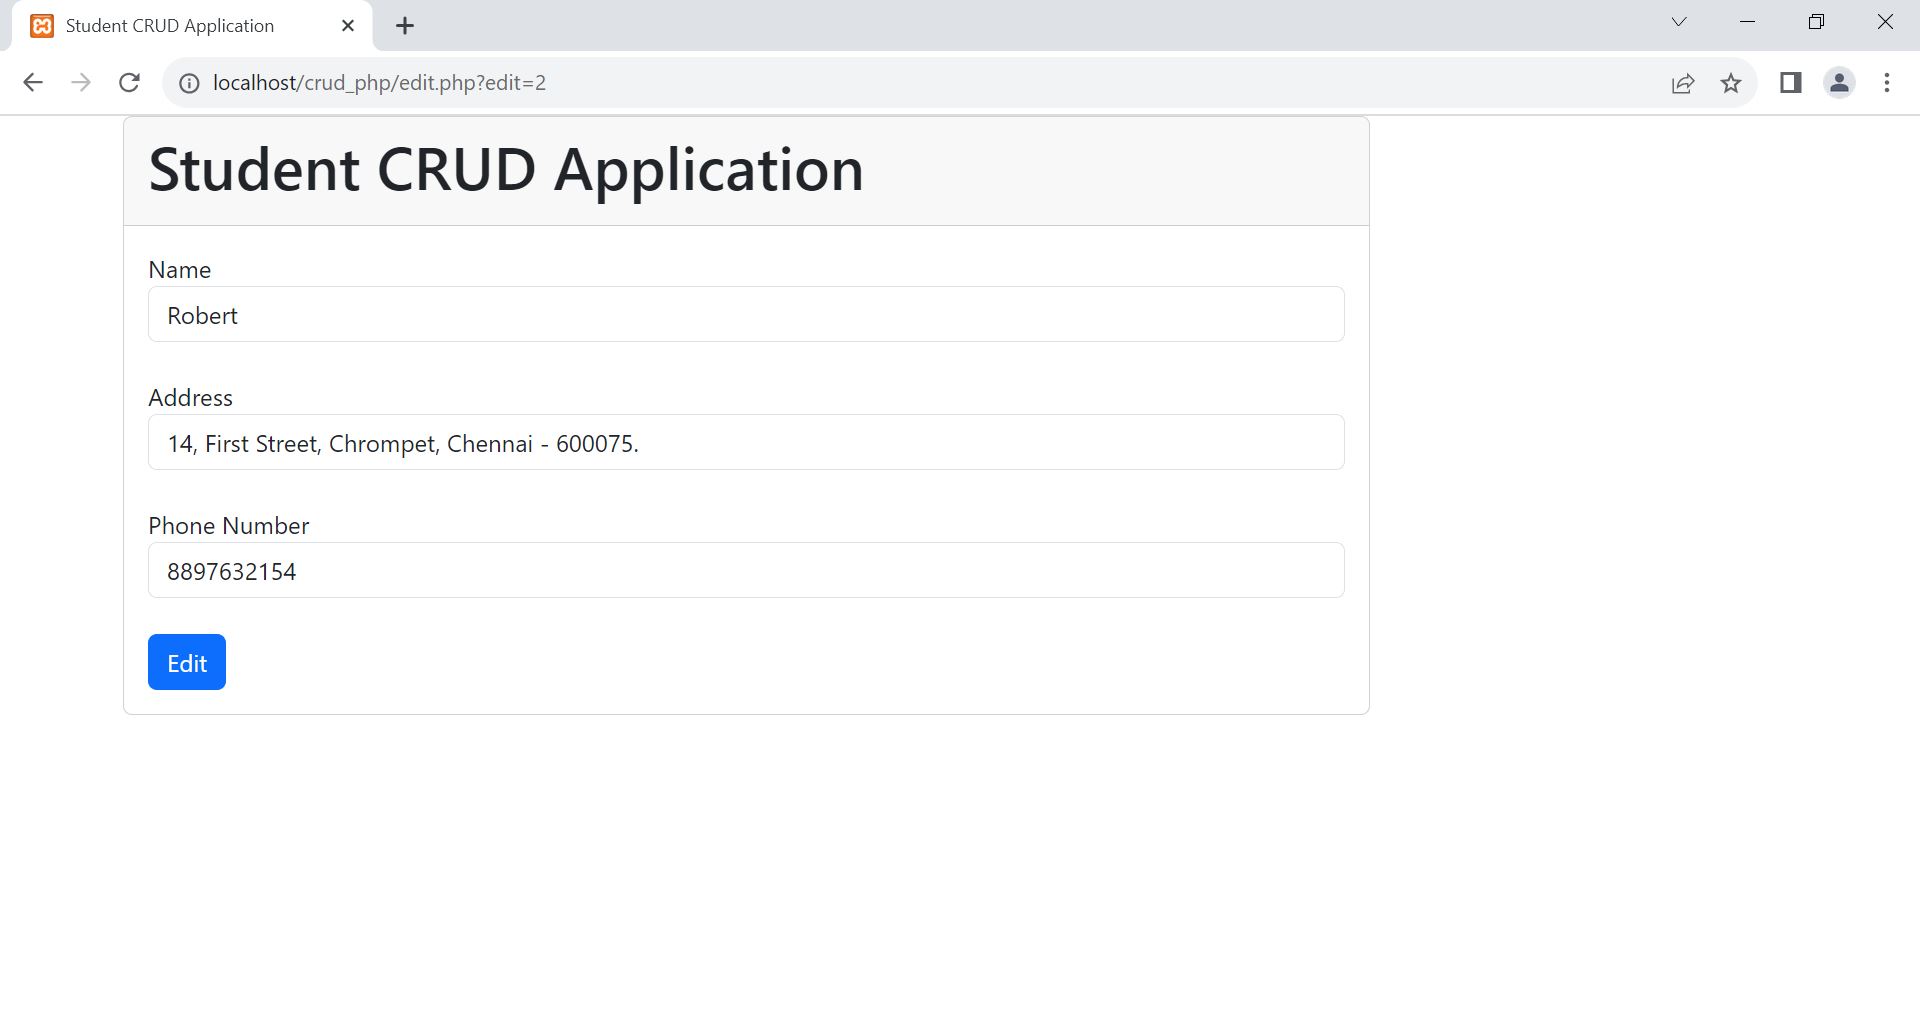 Student CRUD Application
localhost/crud_php/edit.php?edit=2
Student CRUD Application
Name
Robert
Address
14, First Street, Chrompet, Chennai - 600075.
Phone Number
8897632154
Edit